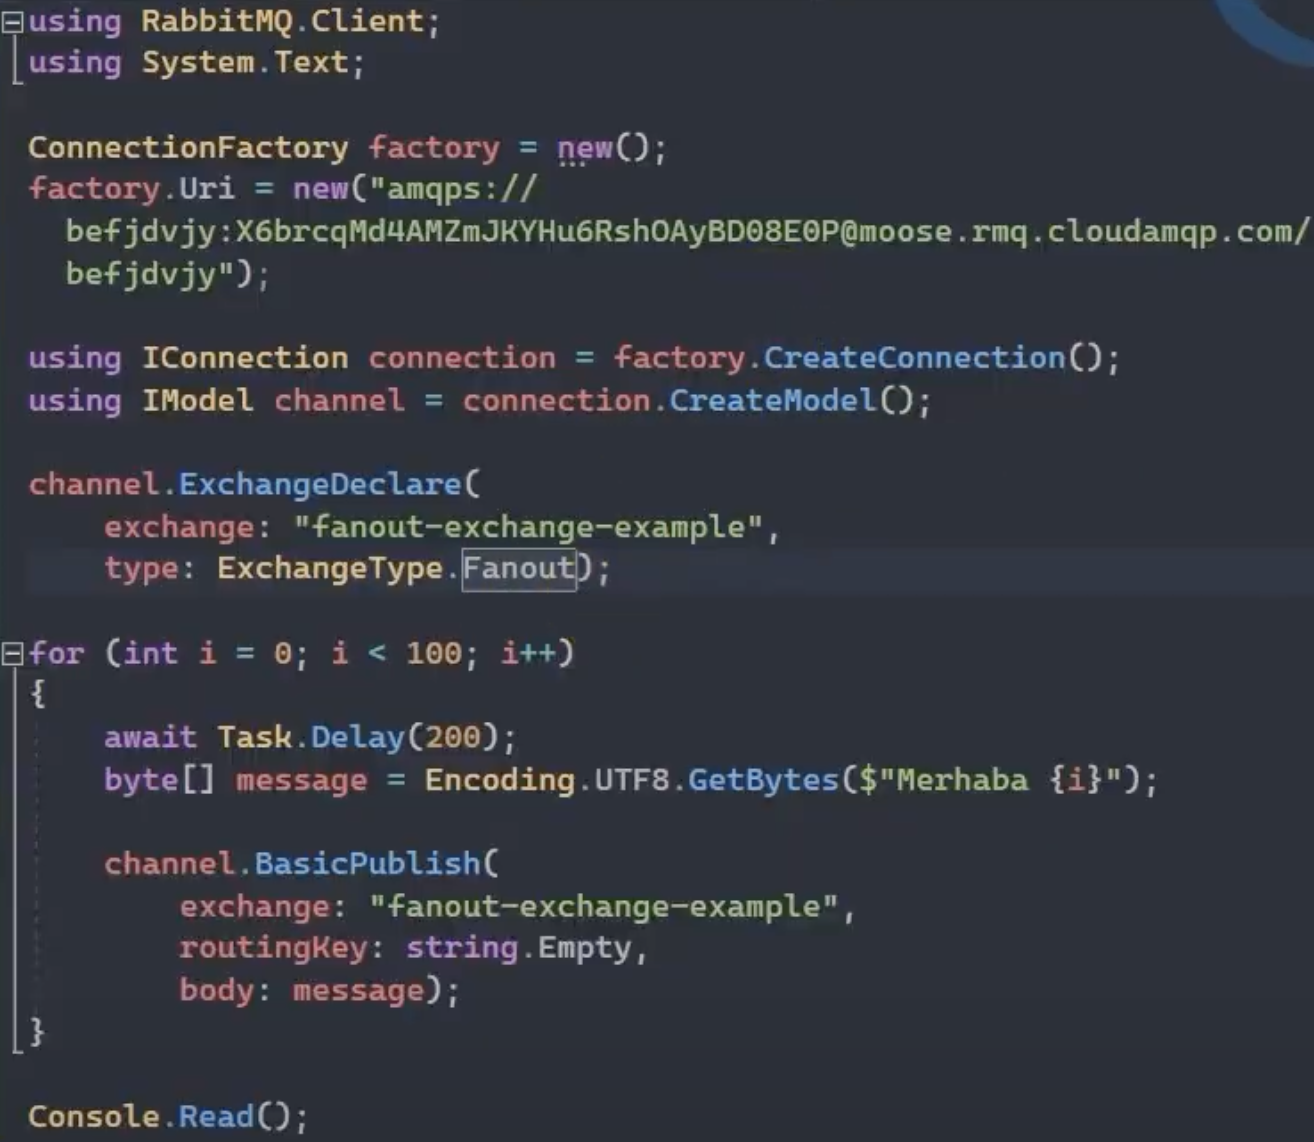 using RabbitMQ.Client;
using System.Text;
ConnectionFactory factory = new();
factory.Uri = new("amqps://
befjdvjy:X6brcqMd4AMZmJKYHu6RshOAyBD08E0P@moose.rmq.cloudamqp.com/
befjdvjy");
using IConnection connection = factory.CreateConnection();
using IModel channel = connection.CreateModel();
channel.ExchangeDeclare(
exchange: "fanout-exchange-example",
type: ExchangeType.Fanout);
for (int i = 0; i < 100; i++)
{
await Task.Delay(200);
byte[] message = Encoding.UTF8.GetBytes($"Merhaba {i}");
channel.BasicPublish(
exchange: "fanout-exchange-example",
routingKey: string.Empty,
body: message);
}
Console.Read();